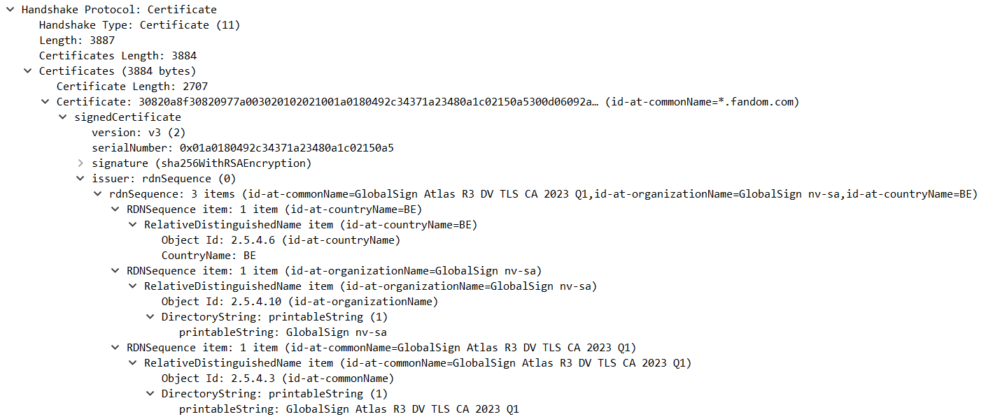 Handshake Protocol: Certificate
Handshake Type: Certificate (11)
Length: 3887
Certificates Length: 3884
Certificates (3884 bytes)
Certificate Length: 2707
Certificate: 30820a8f30820977a003020102021001a0180492c34371a23480a1c02150a5300d06092a… (id-at-commonName=*.fandom.com)
signedCertificate
version: v3 (2)
serialNumber: 0x01a0180492c34371a23480a1c02150a5
signature (sha256WithRSAEncryption)
issuer: rdnSequence (0)
rdnSequence: 3 items (id-at-commonName=GlobalSign Atlas R3 DV TLS CA 2023 Q1,id-at-organizationName=GlobalSign nv-sa,id-at-countryName=BE)
RDNSequence item: 1 item (id-at-countryName=BE)
RelativeDistinguishedName item (id-at-countryName=BE)
Object Id: 2.5.4.6 (id-at-countryName)
CountryName: BE
RDNSequence item: 1 item (id-at-organizationName=GlobalSign nv-sa)
RelativeDistinguishedName item (id-at-organizationName=GlobalSign nv-sa)
Object Id: 2.5.4.10 (id-at-organizationName)
DirectoryString: printableString (1)
printableString: GlobalSign nv-sa
RDNSequence item: 1 item (id-at-commonName=GlobalSign Atlas R3 DV TLS CA 2023 Q1)
RelativeDistinguishedName item (id-at-commonName=GlobalSign Atlas R3 DV TLS CA 2023 Q1)
Object Id: 2.5.4.3 (id-at-commonName)
DirectoryString: printableString (1)
printableString: GlobalSign Atlas R3 DV TLS CA 2023 Q1